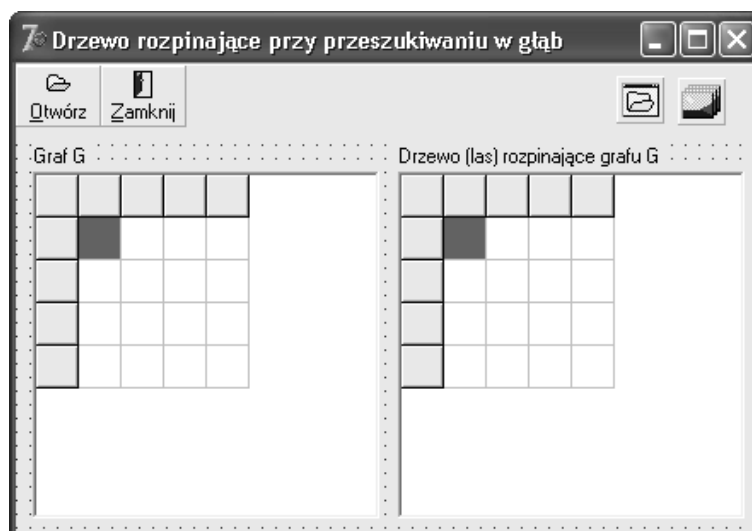 Drzewo rozpinające przy przeszukiwaniu w głąb
Otwórz Zamknij
Graf G
Drzewo (las) rozpinające grafu G